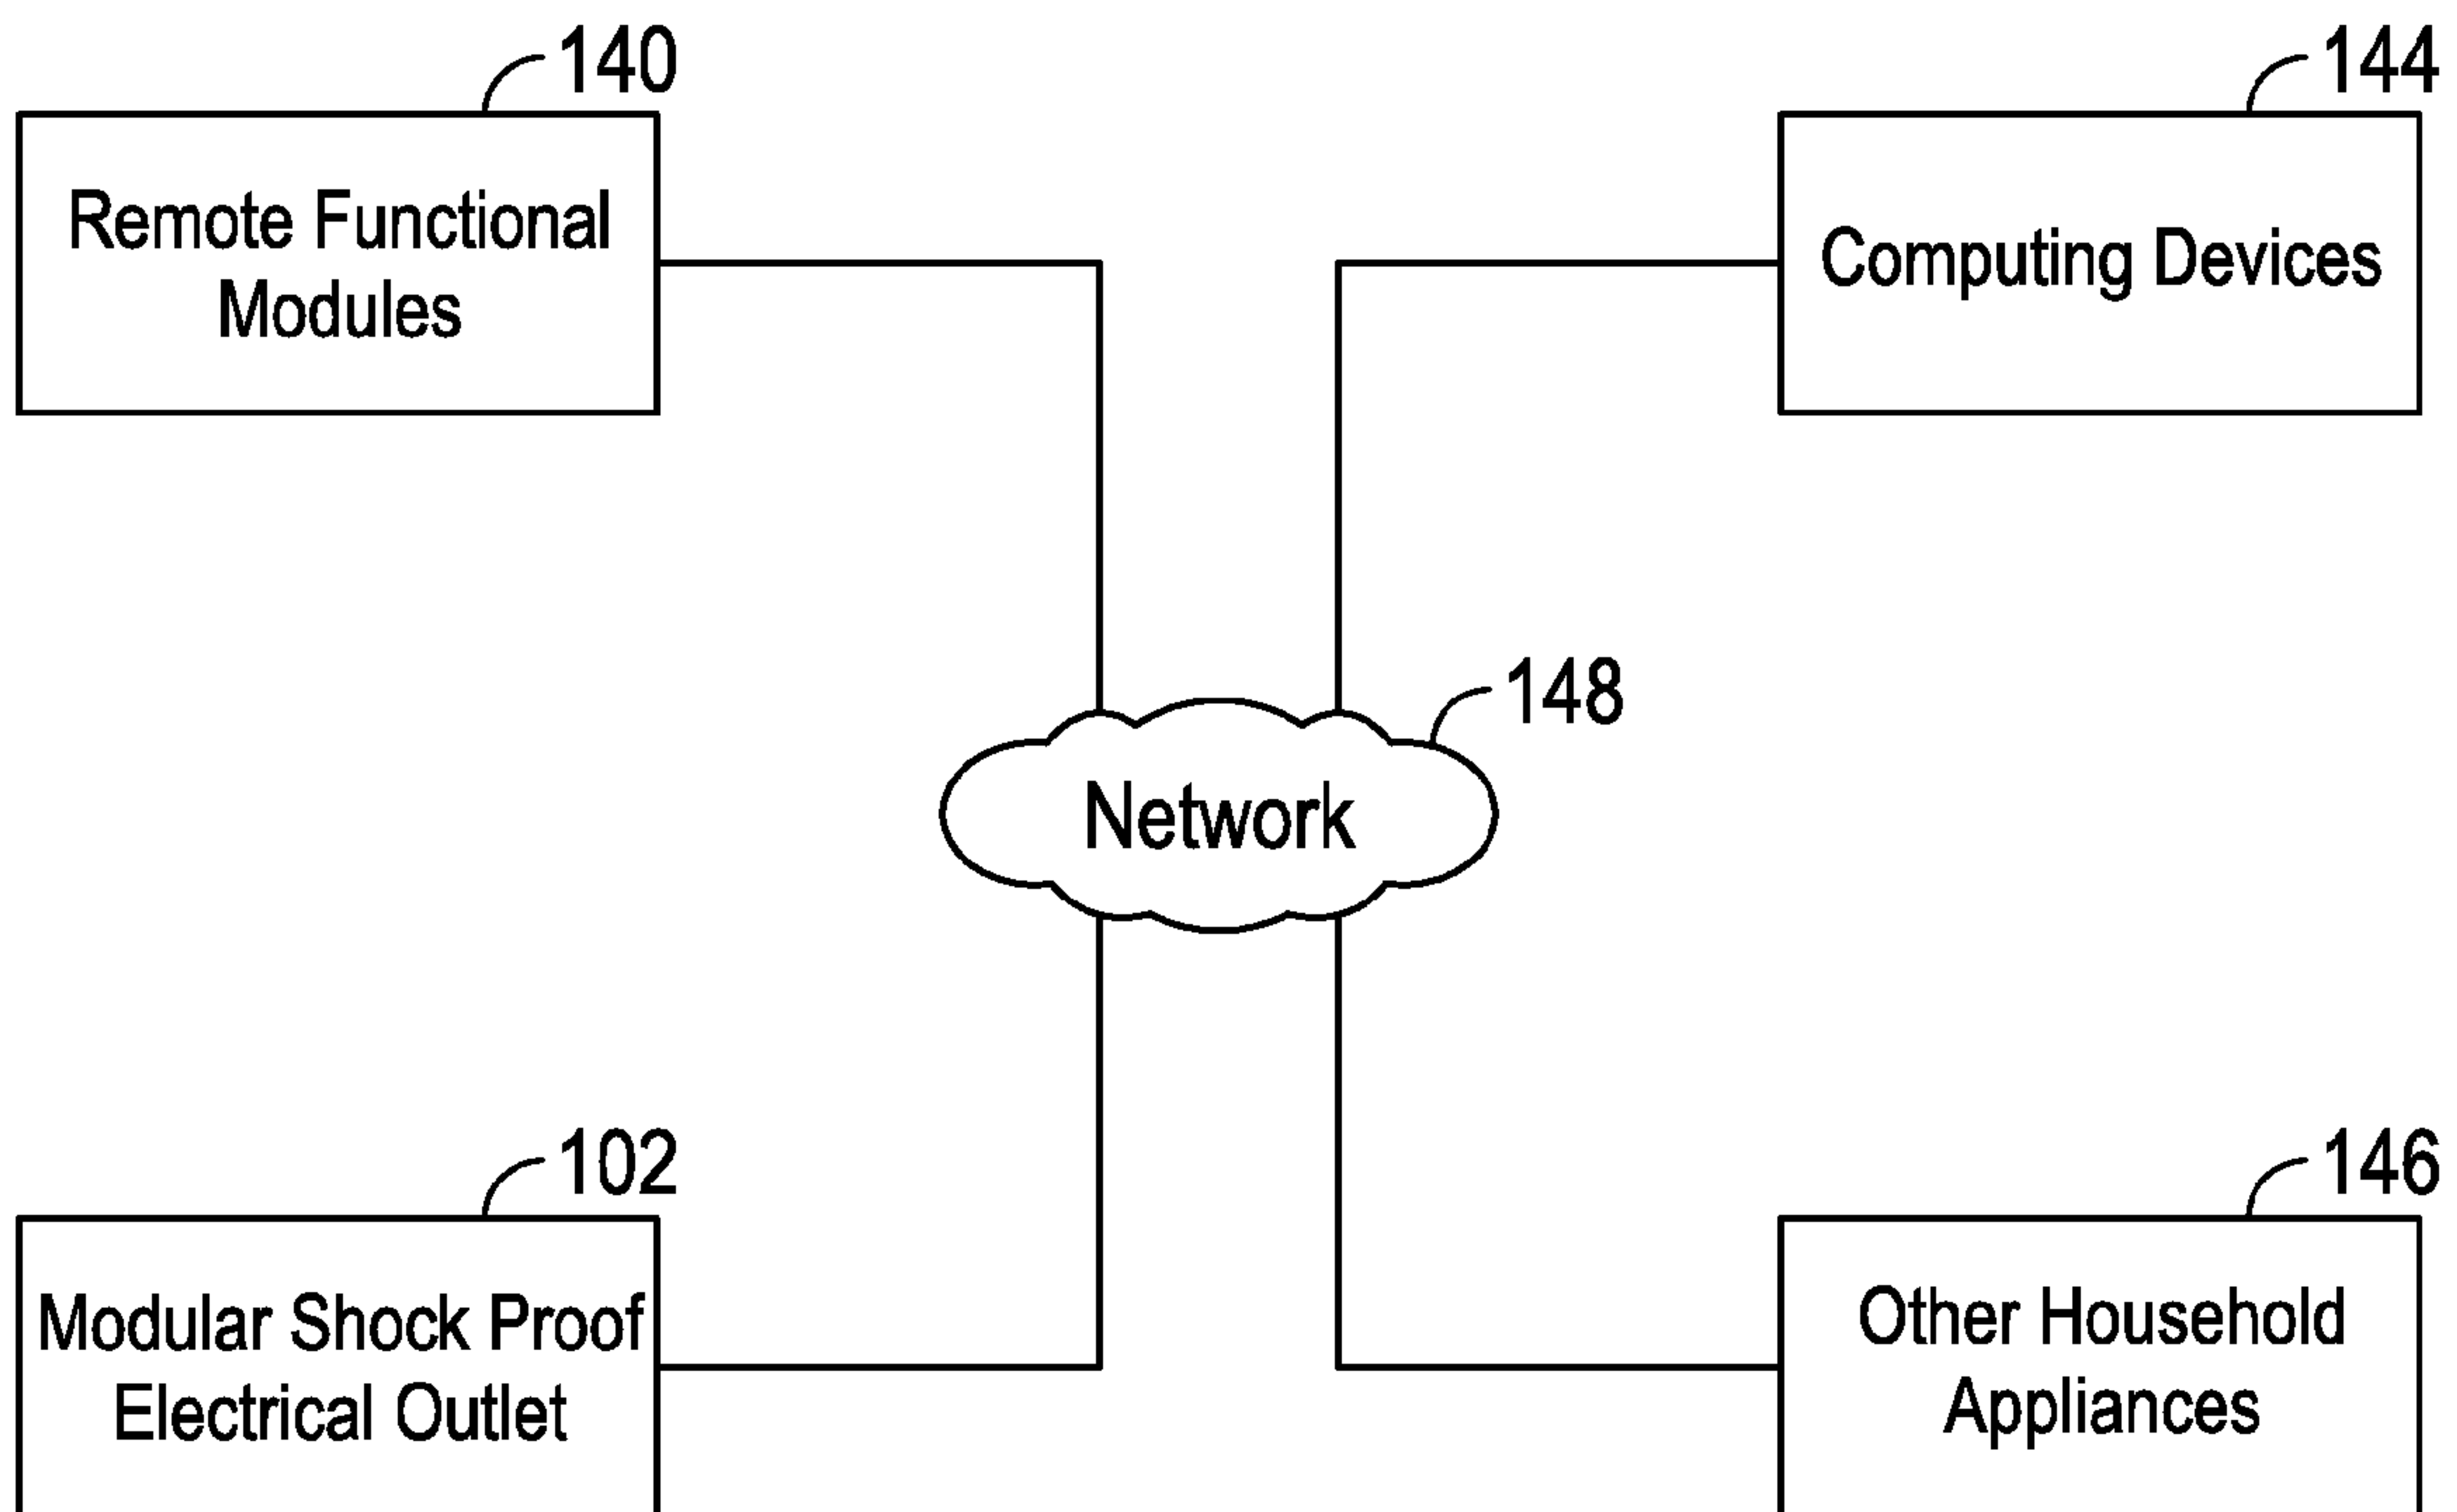 140
Remote Functional
Modules
144
Computing Devices
148
Network
102
Modular Shock Proof
Electrical Outlet
146
Other Household
Appliances